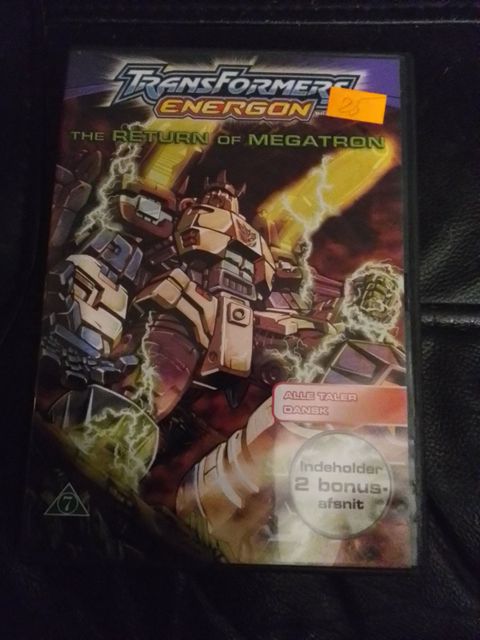 TRANSFORMERS
ENERGON
25
THE RETURN OF MEGATRON
ALLE TALER
DANSK
Indeholder
2 bonus-
afsnit
7